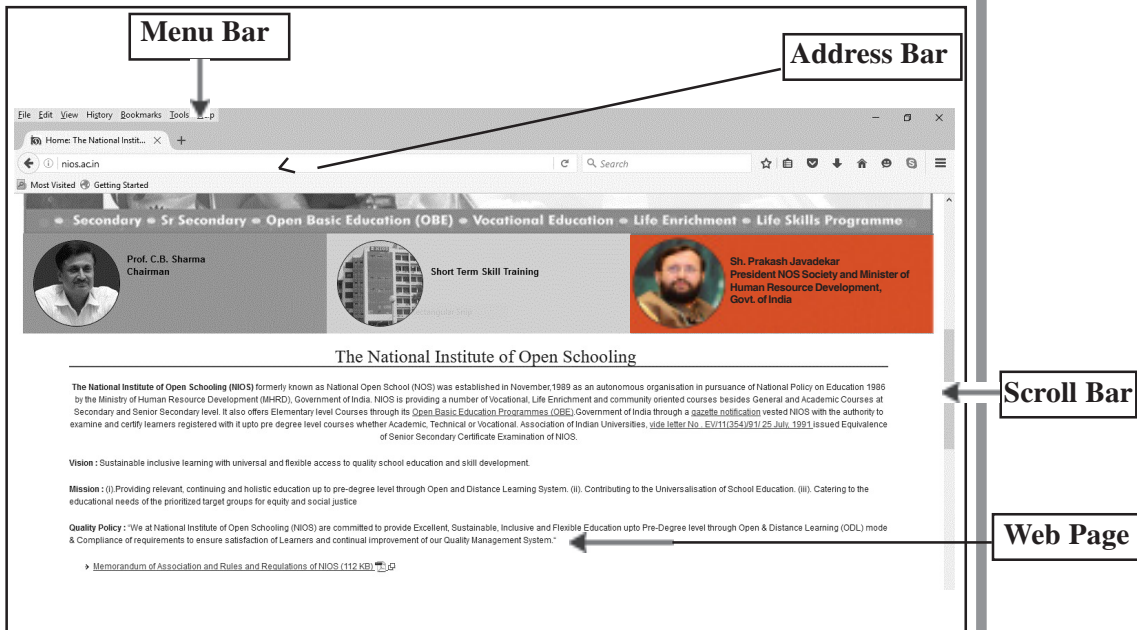 Menu Bar
Address Bar
File Edit View History Bookmarks Tools
Home: The National Instit...
nios.ac.in
Search
Most Visited Getting Started
Secondary Sr Secondary Open Basic Education (OBE) Vocational Education Life Enrichment Life Skills Programme
Prof. C.B. Sharma
Chairman
Short Term Skill Training
Sh. Prakash Javadekar
President NOS Society and Minister of
Human Resource Development,
Govt. of India
Rectangular Snip
The National Institute of Open Schooling
The National Institute of Open Schooling (NIOS) formerly known as National Open School (NOS) was established in November,1989 as an autonomous organisation in pursuance of National Policy on Education 1986
by the Ministry of Human Resource Development (MHRD), Government of India. NIOS is providing a number of Vocational, Life Enrichment and community oriented courses besides General and Academic Courses at
Secondary and Senior Secondary level. It also offers Elementary level Courses through its Open Basic Education Programmes (OBE).Government of India through a gazette notification vested NIOS with the authority to
examine and certify learners registered with it upto pre degree level courses whether Academic, Technical or Vocational. Association of Indian Universities, vide letter No . EV/11(354)/91/ 25 July, 1991 issued Equivalence
of Senior Secondary Certificate Examination of NIOS.
Scroll Bar
Vision : Sustainable inclusive learning with universal and flexible access to quality school education and skill development.
Mission : (i).Providing relevant, continuing and holistic education up to pre-degree level through Open and Distance Learning System. (ii). Contributing to the Universalisation of School Education. (iii). Catering to the
educational needs of the prioritized target groups for equity and social justice
Quality Policy : "We at National Institute of Open Schooling (NIOS) are committed to provide Excellent, Sustainable, Inclusive and Flexible Education upto Pre-Degree level through Open & Distance Learning (ODL) mode
& Compliance of requirements to ensure satisfaction of Learners and continual improvement of our Quality Management System."
Web Page
Memorandum of Association and Rules and Regulations of NIOS (112 KB)